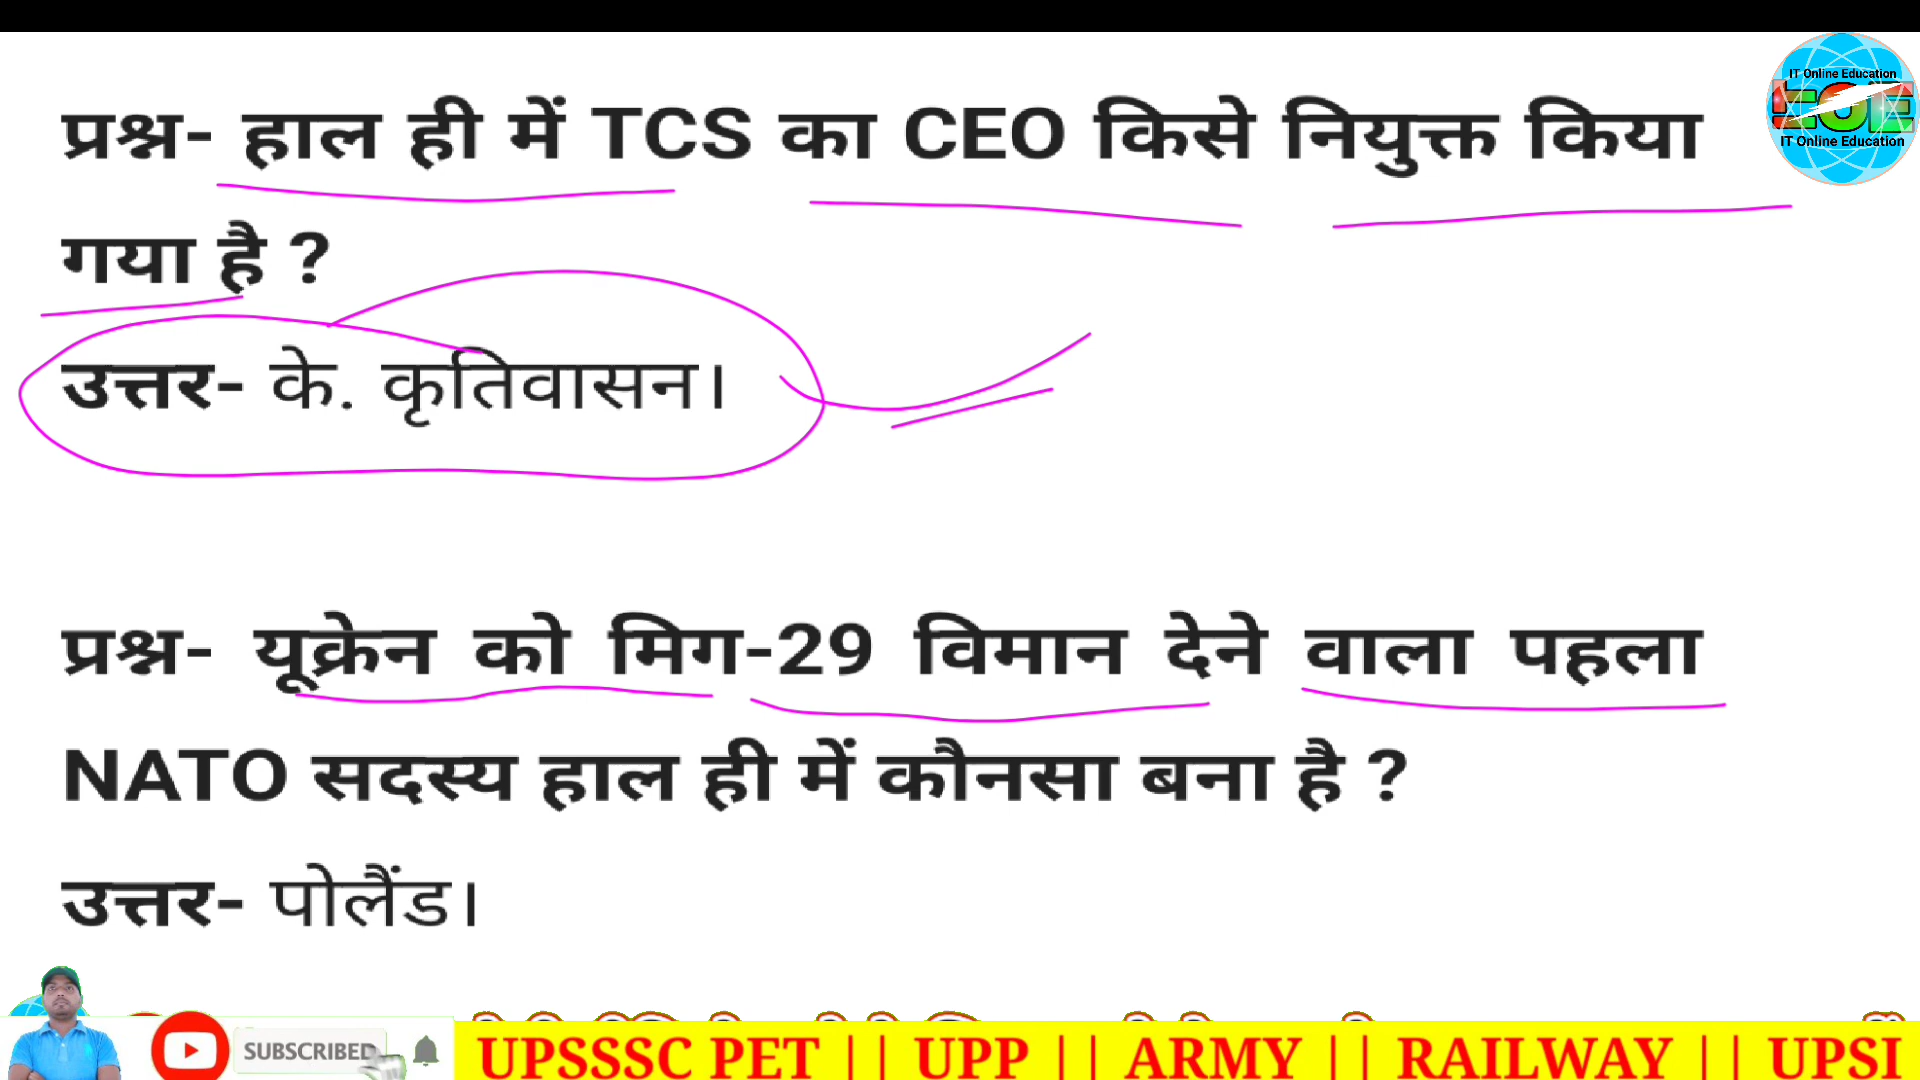 IT Online Education
EOE
IT Online Education
प्रश्न- हाल ही में TCS का CEO किसे नियुक्त किया
गया है ?
उत्तर- के. कृतिवासन।
प्रश्न- यूक्रेन को मिग-29 विमान देने वाला पहला
NATO सदस्य हाल ही में कौनसा बना है ?
उत्तर- पोलैंड।
SUBSCRIBED
UPSSSC PET || UPP || ARMY || RAILWAY || UPSI